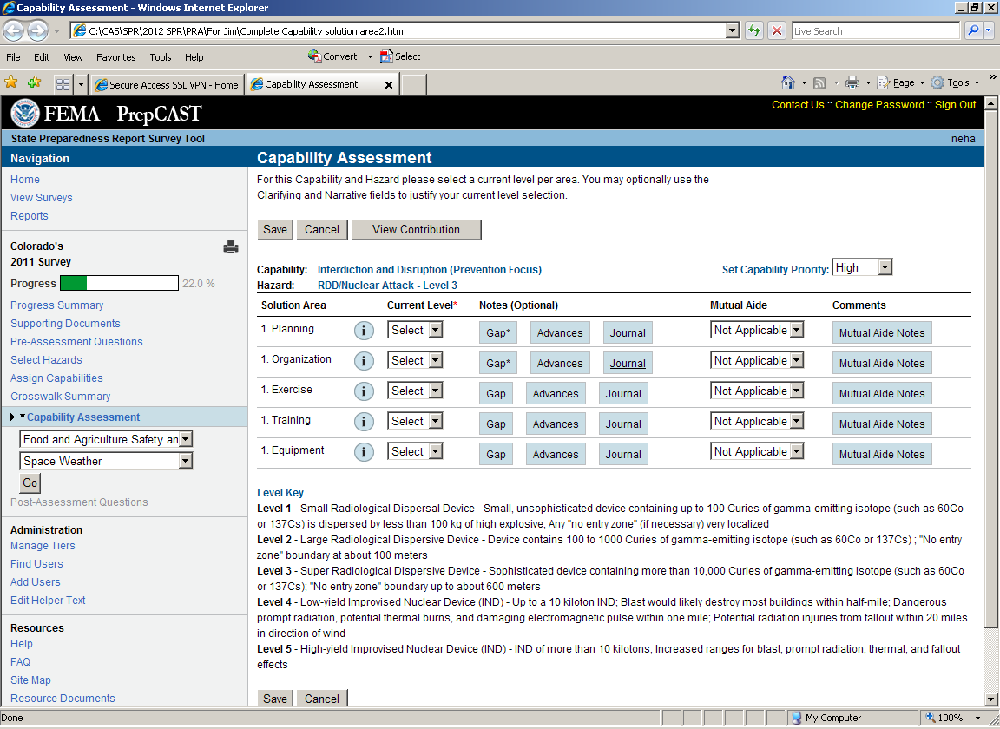 Capability Assessment - Windows Internet Explorer
C:\CAS\SPR\2012 SPR\PRA\For Jim\Complete Capability solution area2.htm
Live Search
File Edit View Favorites Tools Help Convert Select
Secure Access SSL VPN - Home Capability Assessment Page Tools »
FEMA PrepCAST
Contact Us :: Change Password :: Sign Out
State Preparedness Report Survey Tool neha
Navigation
Home
View Surveys
Reports
Colorado's
2011 Survey
Progress 22.0 %
Progress Summary
Supporting Documents
Pre-Assessment Questions
Select Hazards
Assign Capabilities
Crosswalk Summary
Capability Assessment
Food and Agriculture Safety an
Space Weather
Go
Post-Assessment Questions
Administration
Manage Tiers
Find Users
Add Users
Edit Helper Text
Resources
Help
FAQ
Site Map
Resource Documents
Capability Assessment
For this Capability and Hazard please select a current level per area. You may optionally use the
Clarifying and Narrative fields to justify your current level selection.
Save Cancel View Contribution
Capability: Interdiction and Disruption (Prevention Focus) Set Capability Priority: High
Hazard: RDD/Nuclear Attack - Level 3
Solution Area Current Level* Notes (Optional) Mutual Aide Comments
1. Planning i Select Gap* Advances Journal Not Applicable Mutual Aide Notes
1. Organization i Select Gap* Advances Journal Not Applicable Mutual Aide Notes
1. Exercise i Select Gap Advances Journal Not Applicable Mutual Aide Notes
1. Training i Select Gap Advances Journal Not Applicable Mutual Aide Notes
1. Equipment i Select Gap Advances Journal Not Applicable Mutual Aide Notes
Level Key
Level 1 - Small Radiological Dispersal Device - Small, unsophisticated device containing up to 100 Curies of gamma-emitting isotope (such as 60Co
or 137Cs) is dispersed by less than 100 kg of high explosive; Any "no entry zone" (if necessary) very localized
Level 2 - Large Radiological Dispersive Device - Device contains 100 to 1000 Curies of gamma-emitting isotope (such as 60Co or 137Cs) ; "No entry
zone" boundary at about 100 meters
Level 3 - Super Radiological Dispersive Device - Sophisticated device containing more than 10,000 Curies of gamma-emitting isotope (such as 60Co
or 137Cs); "No entry zone" boundary up to about 600 meters
Level 4 - Low-yield Improvised Nuclear Device (IND) - Up to a 10 kiloton IND; Blast would likely destroy most buildings within half-mile; Dangerous
prompt radiation, potential thermal burns, and damaging electromagnetic pulse within one mile; Potential radiation injuries from fallout within 20 miles
in direction of wind
Level 5 - High-yield Improvised Nuclear Device (IND) - IND of more than 10 kilotons; Increased ranges for blast, prompt radiation, thermal, and fallout
effects
Save Cancel
Done My Computer 100%